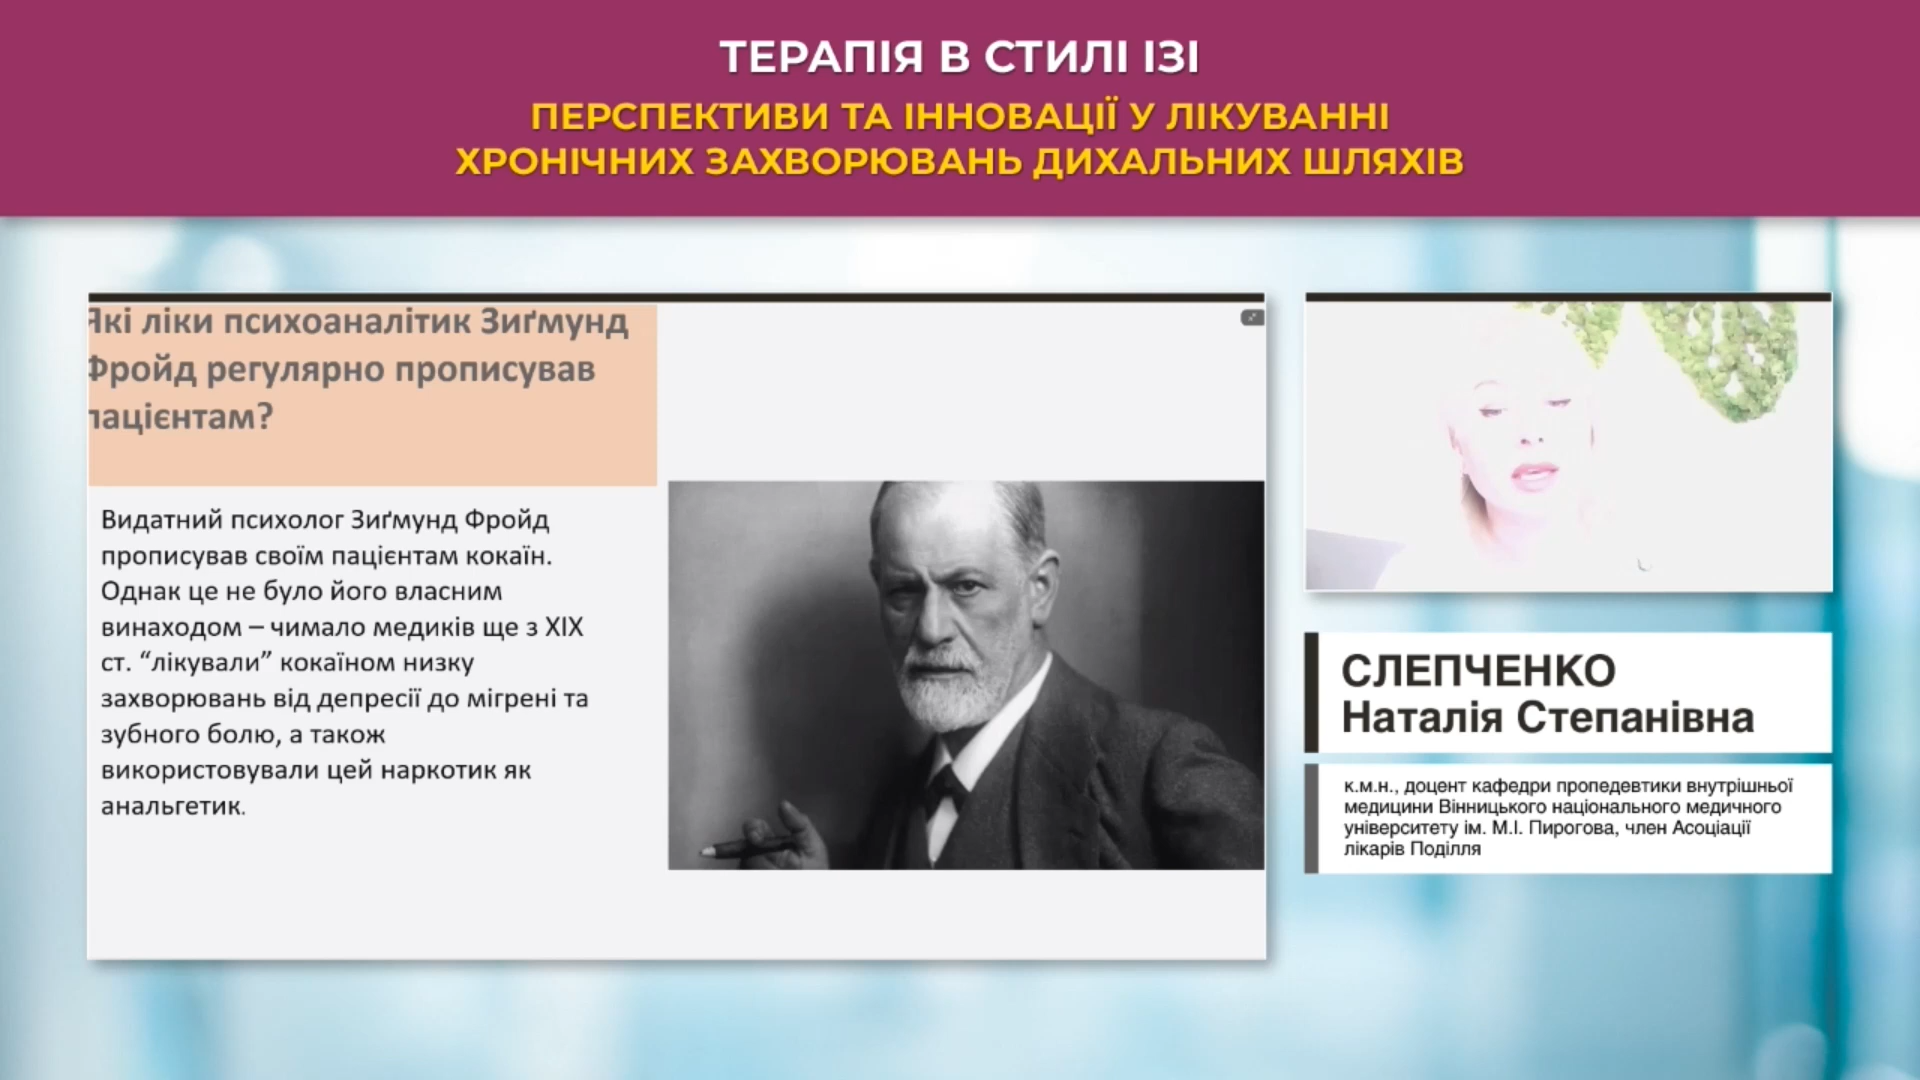 ТЕРАПІЯ В СТИЛІ ІЗІ
ПЕРСПЕКТИВИ ТА ІННОВАЦІЇ У ЛІКУВАННІ
ХРОНІЧНИХ ЗАХВОРЮВАНЬ ДИХАЛЬНИХ ШЛЯХІВ
Які ліки психоаналітик Зиґмунд
Фройд регулярно прописував
пацієнтам?
Видатний психолог Зиґмунд Фройд
прописував своїм пацієнтам кокаїн.
Однак це не було його власним
винаходом – чимало медиків ще з XIX
ст. “лікували” кокаїном низку
захворювань від депресії до мігрені та
зубного болю, а також
використовували цей наркотик як
анальгетик.
СЛЕПЧЕНКО
Наталія Степанівна
к.м.н., доцент кафедри пропедевтики внутрішньої
медицини Вінницького національного медичного
університету ім. М.І. Пирогова, член Асоціації
лікарів Поділля